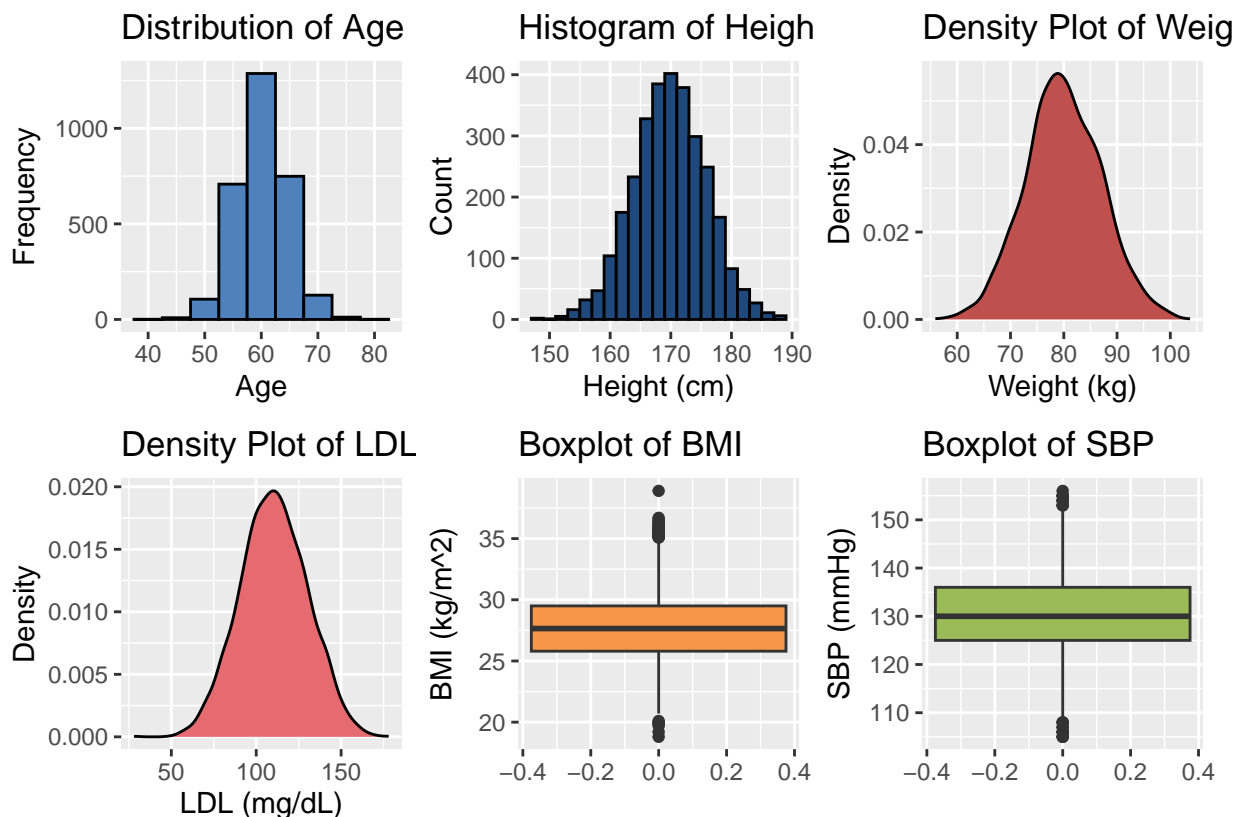 Distribution of Age
Frequency
1000
500
0
40 50 60 70 80
Age
Histogram of Heigh
Count
400
300
200
100
0
150 160 170 180 190
Height (cm)
Density Plot of Weig
Density
0.04
0.02
0.00
60 70 80 90 100
Weight (kg)
Density Plot of LDL
Density
0.020
0.015
0.010
0.005
0.000
50 100 150
LDL (mg/dL)
Boxplot of BMI
BMI (kg/m^2)
35
30
25
20
−0.4 −0.2 0.0 0.2 0.4
Boxplot of SBP
SBP (mmHg)
150
140
130
120
110
−0.4 −0.2 0.0 0.2 0.4